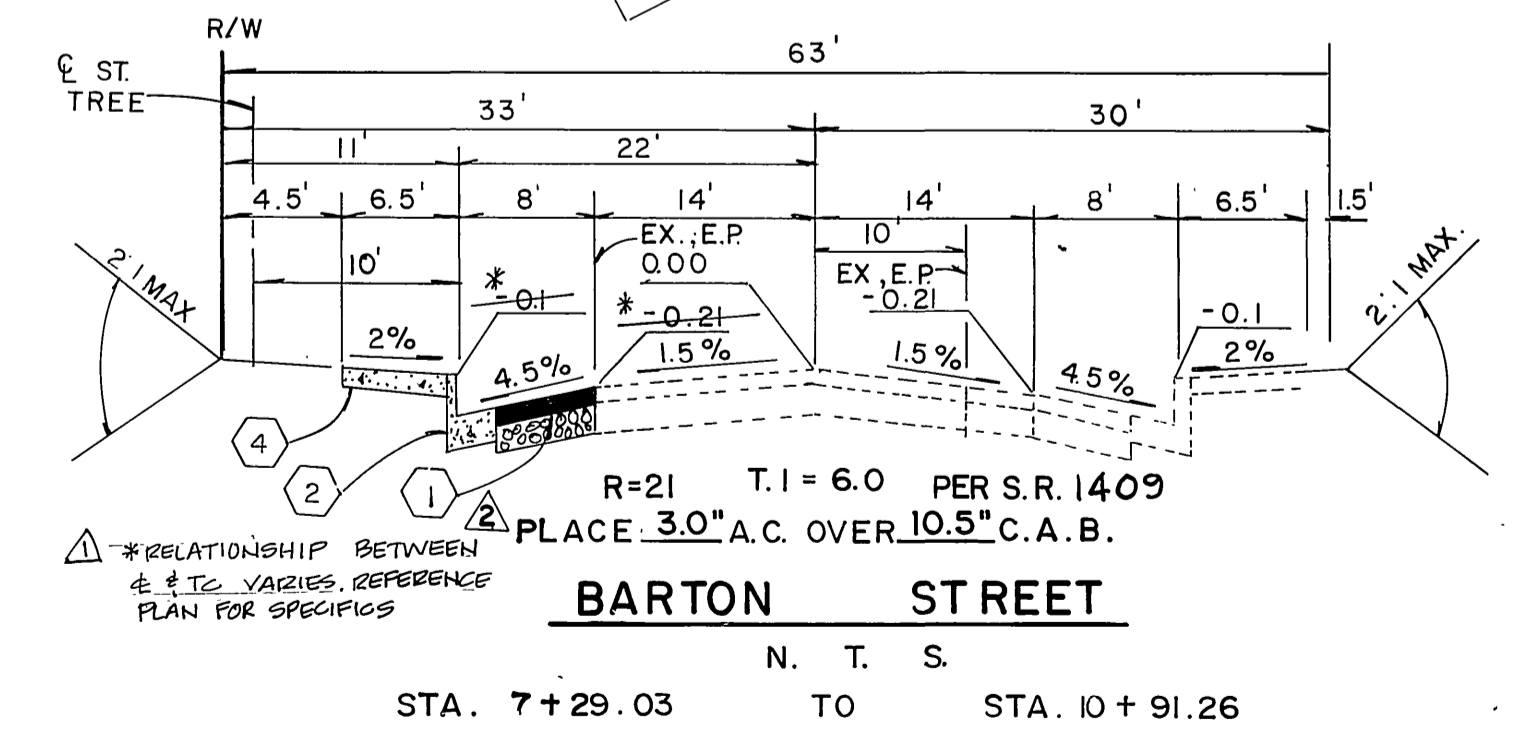 R/W
63'
℄ ST.
TREE
33'
30'
11'
22'
4.5'
6.5'
8'
14'
14'
8'
6.5'
1.5'
10'
10'
EX., E.P.
0.00
EX, E.P.
-0.21
2:1 MAX
2:1 MAX.
* -0.1
* -0.21
-0.1
2%
4.5%
1.5%
1.5%
4.5%
2%
4
2
1
R=21 T.I = 6.0 PER S.R. 1409
2 PLACE 3.0" A.C. OVER 10.5" C.A.B.
1 *RELATIONSHIP BETWEEN
℄ & TC VARIES. REFERENCE
PLAN FOR SPECIFICS
BARTON STREET
N. T. S.
STA. 7+29.03 TO STA. 10+91.26